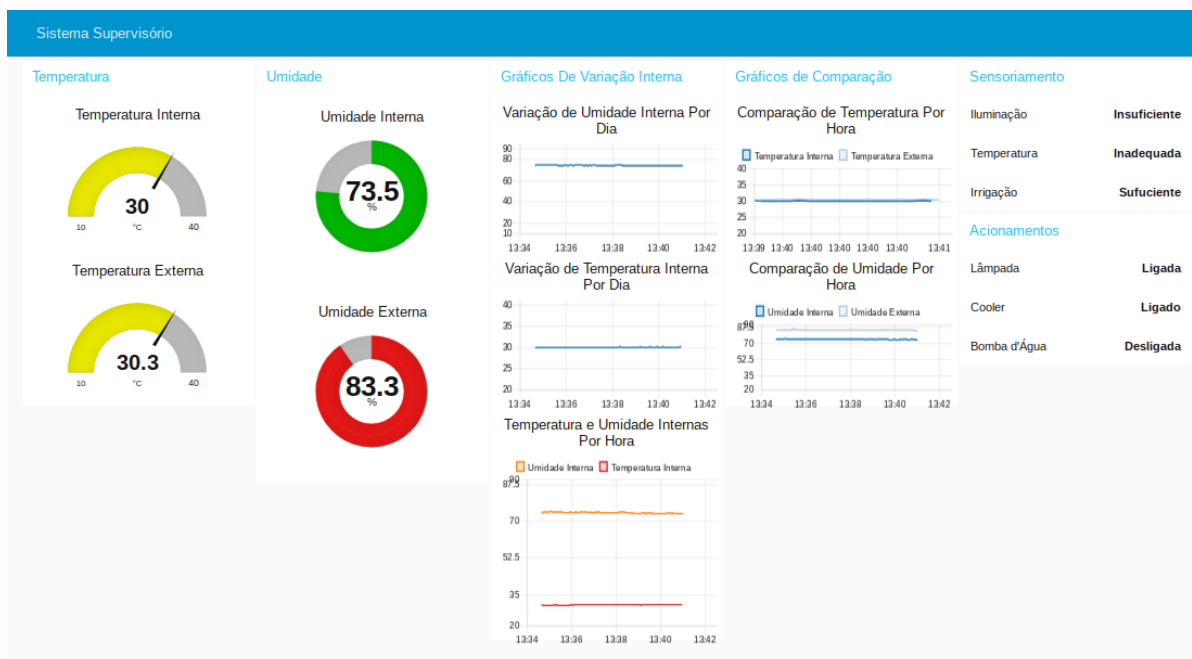 Sistema Supervisório
Temperatura
Temperatura Interna
30
10 °C 40
Temperatura Externa
30.3
10 °C 40
Umidade
Umidade Interna
73.5
%
Umidade Externa
83.3
%
Gráficos De Variação Interna
Variação de Umidade Interna Por
Dia
90
80
60
40
20
10
13:34 13:36 13:38 13:40 13:42
Variação de Temperatura Interna
Por Dia
40
35
30
25
20
13:34 13:36 13:38 13:40 13:42
Temperatura e Umidade Internas
Por Hora
Umidade Interna Temperatura Interna
90
87.5
70
52.5
35
20
13:34 13:36 13:38 13:40 13:42
Gráficos de Comparação
Comparação de Temperatura Por
Hora
Temperatura Interna Temperatura Externa
40
35
30
25
20
13:39 13:40 13:40 13:40 13:40 13:40 13:41
Comparação de Umidade Por
Hora
Umidade Interna Umidade Externa
90
87.5
70
52.5
35
20
13:34 13:36 13:38 13:40 13:42
Sensoriamento
Iluminação Insuficiente
Temperatura Inadequada
Irrigação Sufuciente
Acionamentos
Lâmpada Ligada
Cooler Ligado
Bomba d'Água Desligada